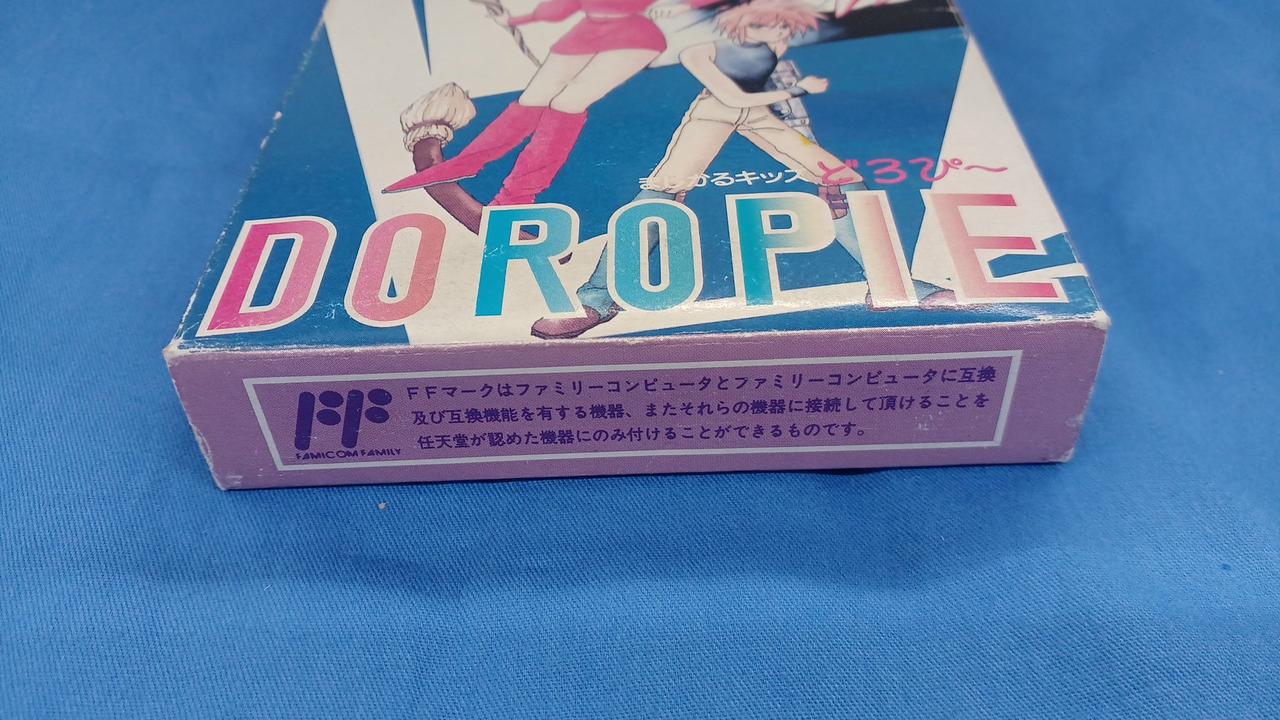 まじかるキッズ どろぴ〜
DOROPIE
FFマークはファミリーコンピュータとファミリーコンピュータに互換
及び互換機能を有する機器、またそれらの機器に接続して頂けることを
任天堂が認めた機器にのみ付けることができるものです。
FF
FAMICOM FAMILY